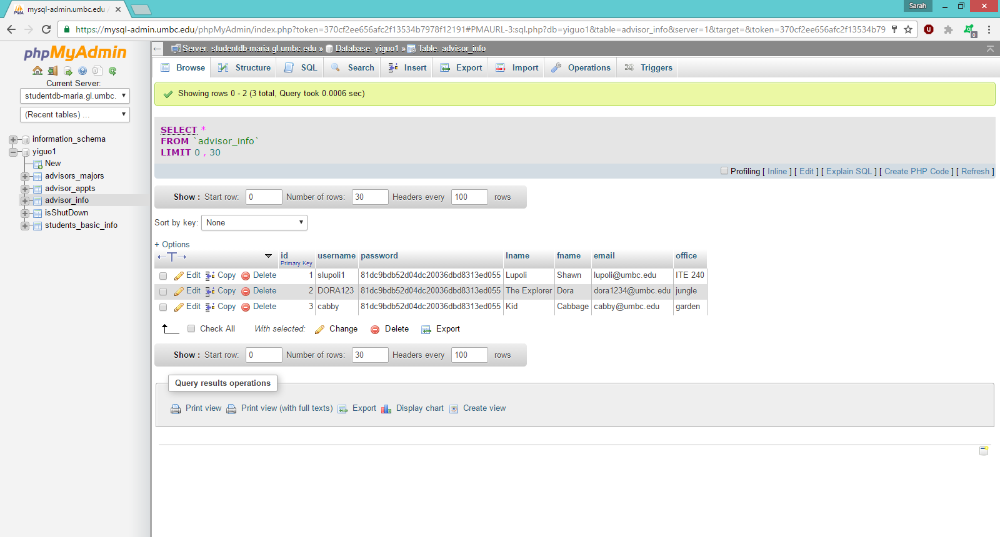 Sarah
mysql-admin.umbc.edu /
https://mysql-admin.umbc.edu/phpMyAdmin/index.php?token=370cf2ee656afc2f13534b7978f12191#PMAURL-3:sql.php?db=yiguo1&table=advisor_info&server=1&target=&token=370cf2ee656afc2f13534b79
0
phpMyAdmin
Current Server:
studentdb-maria.gl.umbc.
(Recent tables) ...
information_schema
yiguo1
New
advisors_majors
advisor_appts
advisor_info
isShutDown
students_basic_info
Server: studentdb-maria.gl.umbc.edu » Database: yiguo1 » Table: advisor_info
Browse Structure SQL Search Insert Export Import Operations Triggers
Showing rows 0 - 2 (3 total, Query took 0.0006 sec)
SELECT *
FROM `advisor_info`
LIMIT 0 , 30
Profiling [ Inline ] [ Edit ] [ Explain SQL ] [ Create PHP Code ] [ Refresh ]
Show : Start row: 0 Number of rows: 30 Headers every 100 rows
Sort by key: None
+ Options
←T→ id username password lname fname email office
Primary Key
Edit Copy Delete 1 slupoli1 81dc9bdb52d04dc20036dbd8313ed055 Lupoli Shawn lupoli@umbc.edu ITE 240
Edit Copy Delete 2 DORA123 81dc9bdb52d04dc20036dbd8313ed055 The Explorer Dora dora1234@umbc.edu jungle
Edit Copy Delete 3 cabby 81dc9bdb52d04dc20036dbd8313ed055 Kid Cabbage cabby@umbc.edu garden
Check All With selected: Change Delete Export
Show : Start row: 0 Number of rows: 30 Headers every 100 rows
Query results operations
Print view Print view (with full texts) Export Display chart Create view